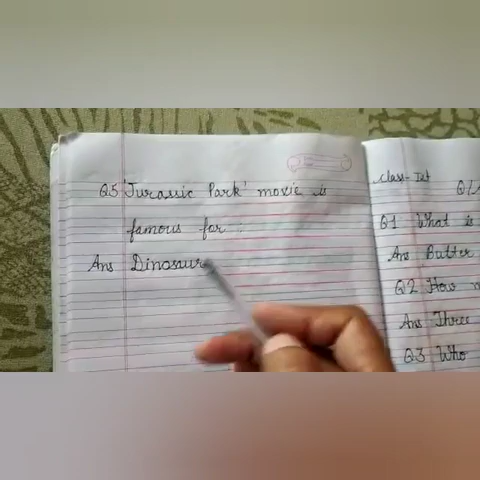 Q5 'Jurassic Park' movie is
famous for :
Ans Dinosaur
Class- Ist
Q1 What is
Ans Butter
Q2 How
Ans Three
Q3 Who